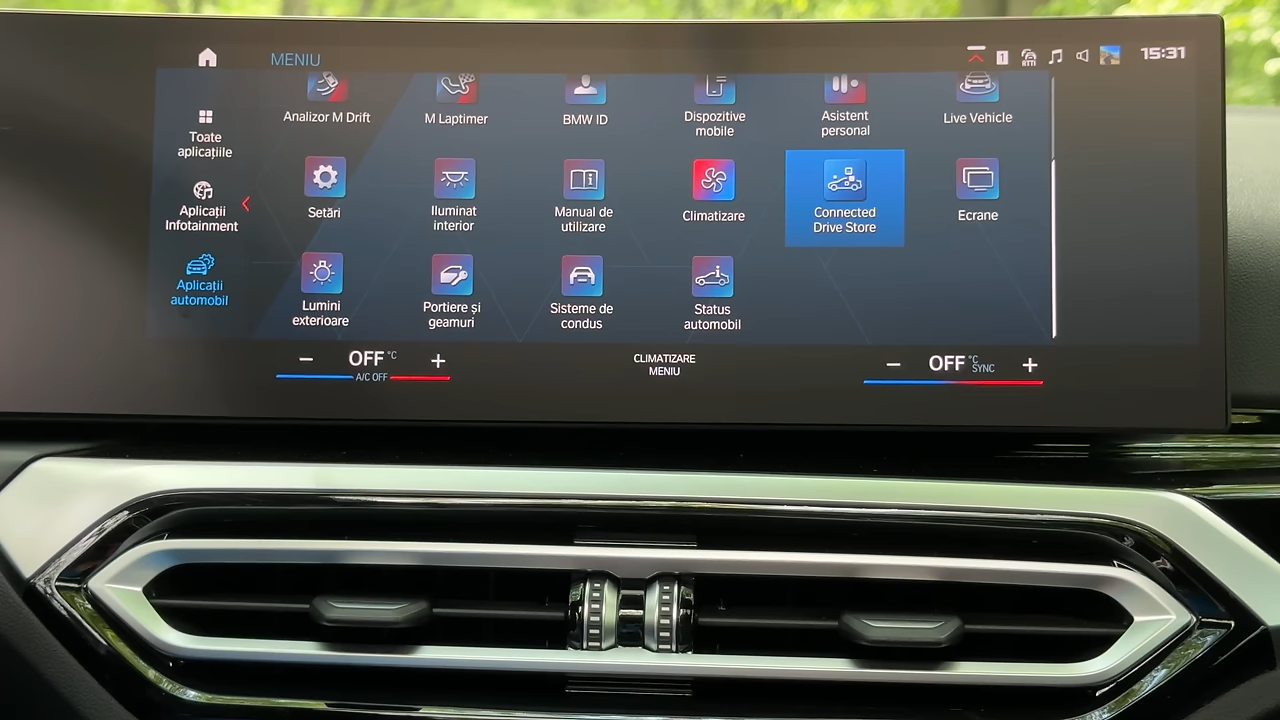 MENIU
1
15:31
Toate
aplicațiile
Aplicații
Infotainment
Aplicații
automobil
Analizor M Drift
M Laptimer
BMW ID
Dispozitive
mobile
Asistent
personal
Live Vehicle
Setări
Iluminat
interior
Manual de
utilizare
Climatizare
Connected
Drive Store
Ecrane
Lumini
exterioare
Portiere și
geamuri
Sisteme de
condus
Status
automobil
− OFF °C +
A/C OFF
CLIMATIZARE
MENIU
− OFF °C +
SYNC